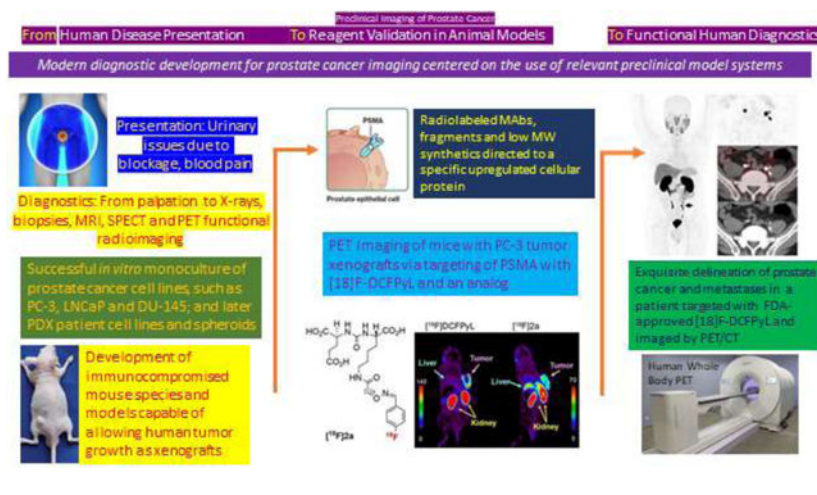 Preclinical Imaging of Prostate Cancer
From Human Disease Presentation
To Reagent Validation in Animal Models
To Functional Human Diagnostics
Modern diagnostic development for prostate cancer imaging centered on the use of relevant preclinical model systems
Presentation: Urinary
issues due to
blockage, blood pain
Diagnostics: From palpation to X-rays,
biopsies, MRI, SPECT and PET functional
radioimaging
Successful in vitro monoculture of
prostate cancer cell lines, such as
PC-3, LNCaP and DU-145; and later
PDX patient cell lines and spheroids
Development of
immunocompromised
mouse species and
models capable of
allowing human tumor
growth as xenografts
PSMA
Prostate epithelial cell
Radiolabeled MAbs,
fragments and low MW
synthetics directed to a
specific upregulated cellular
protein
PET Imaging of mice with PC-3 tumor
xenografts via targeting of PSMA with
[18]F-DCFPyL and an analog
HO₂C
CO₂H
CO₂H
[¹⁸F]2a
[¹⁸F]DCFPyL
[¹⁸F]2a
Liver
Tumor
Kidney
Liver
Tumor
Kidney
140
0
70
0
Exquisite delineation of prostate
cancer and metastases in a
patient targeted with FDA-
approved [18]F-DCFPyL and
imaged by PET/CT
Human Whole
Body PET